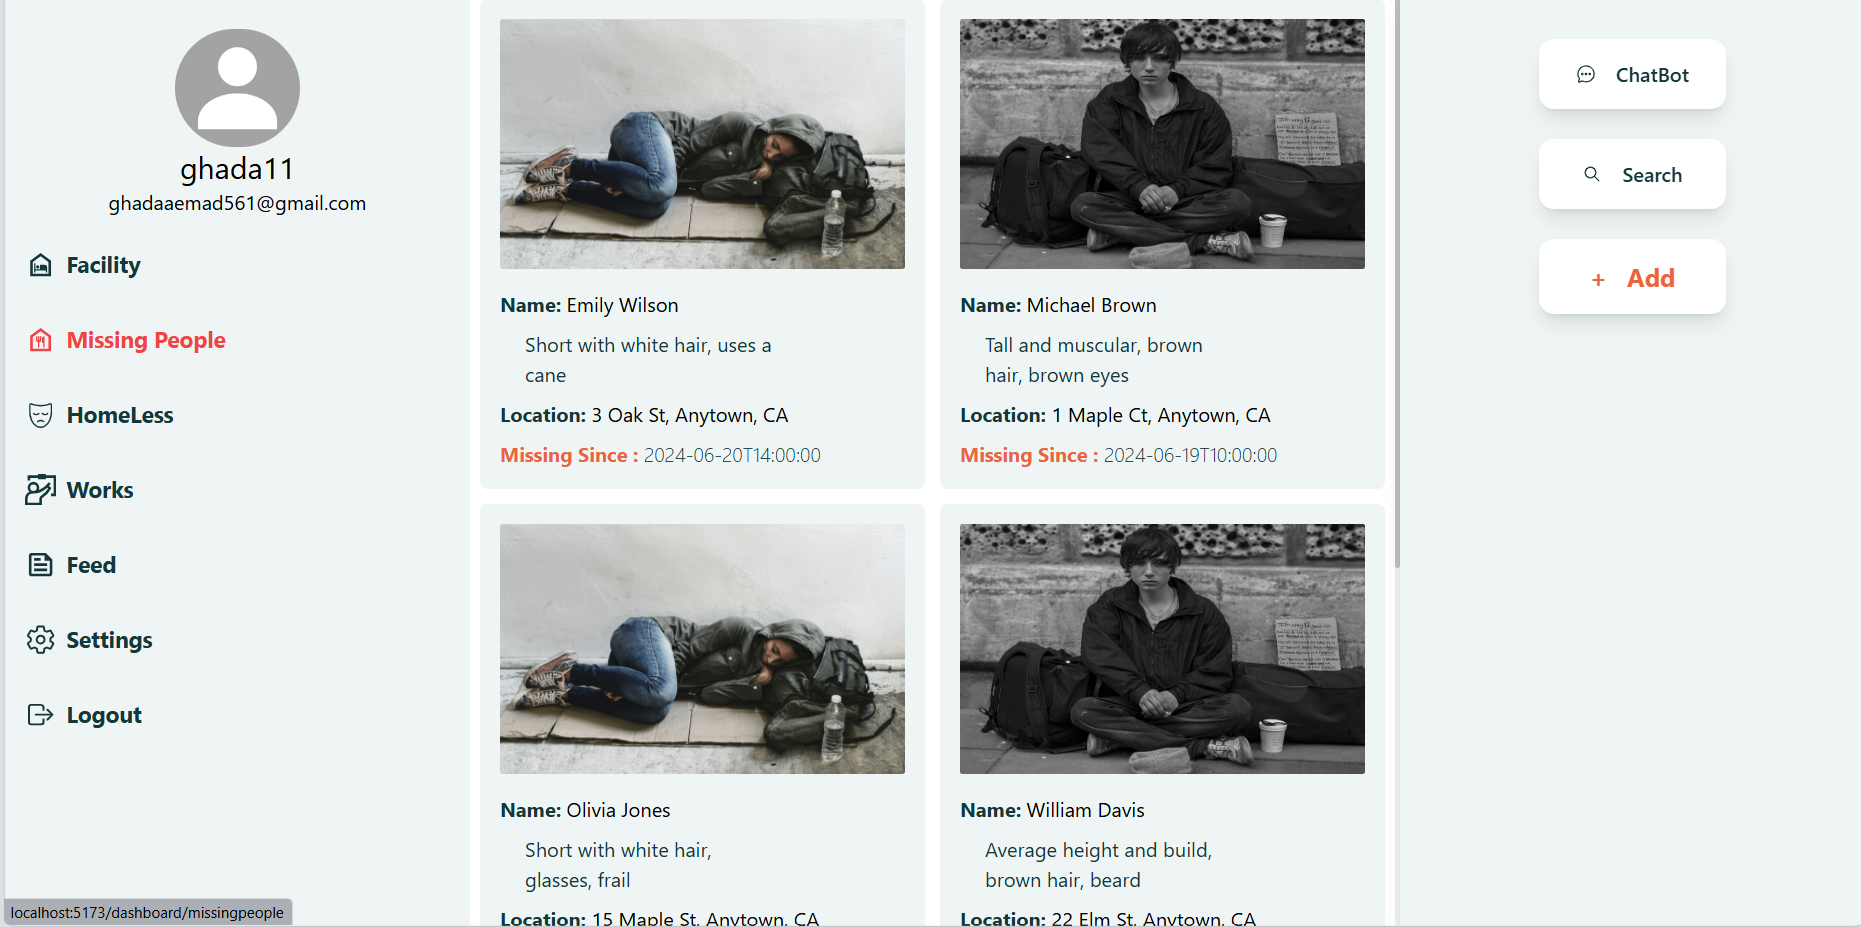 ghada11
ghadaaemad561@gmail.com
Facility
Missing People
HomeLess
Works
Feed
Settings
Logout
localhost:5173/dashboard/missingpeople
Name: Emily Wilson
Short with white hair, uses a
cane
Location: 3 Oak St, Anytown, CA
Missing Since : 2024-06-20T14:00:00
Name: Michael Brown
Tall and muscular, brown
hair, brown eyes
Location: 1 Maple Ct, Anytown, CA
Missing Since : 2024-06-19T10:00:00
Name: Olivia Jones
Short with white hair,
glasses, frail
Location: 15 Maple St, Anytown, CA
Name: William Davis
Average height and build,
brown hair, beard
Location: 22 Elm St, Anytown, CA
ChatBot
Search
+ Add